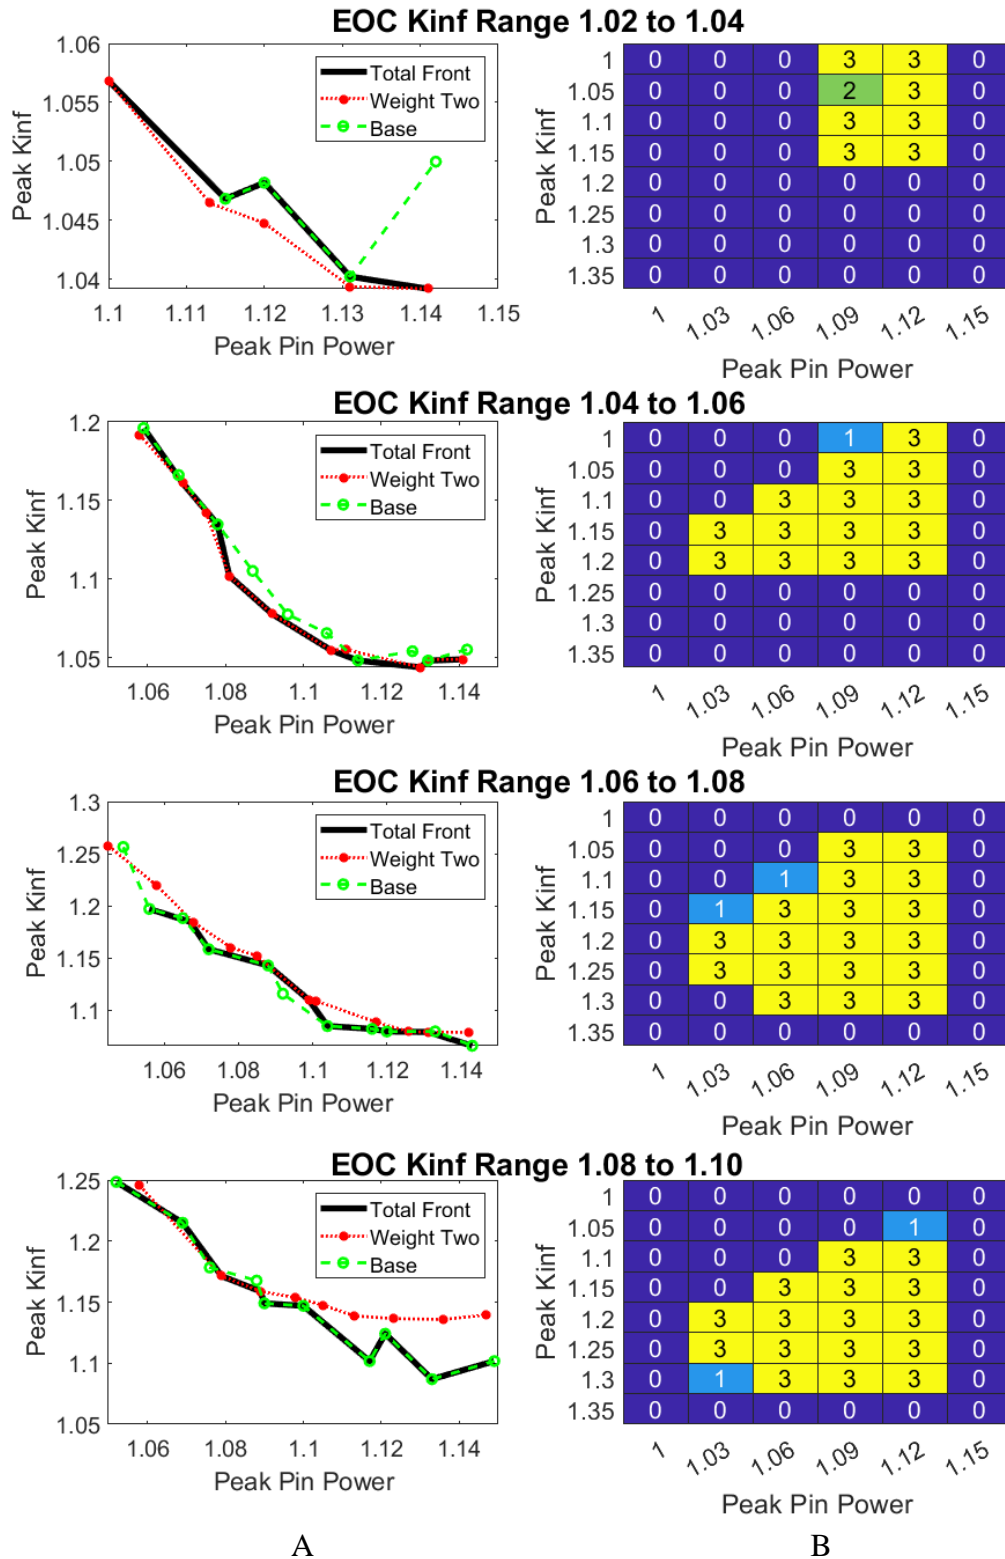 EOC Kinf Range 1.02 to 1.04
1.06
1.055
1.05
1.045
1.04
Peak Kinf
Total Front
Weight Two
Base
1.1 1.11 1.12 1.13 1.14 1.15
Peak Pin Power
Peak Kinf
1 0 0 0 3 3 0
1.05 0 0 0 2 3 0
1.1 0 0 0 3 3 0
1.15 0 0 0 3 3 0
1.2 0 0 0 0 0 0
1.25 0 0 0 0 0 0
1.3 0 0 0 0 0 0
1.35 0 0 0 0 0 0
1 1.03 1.06 1.09 1.12 1.15
Peak Pin Power
EOC Kinf Range 1.04 to 1.06
1.2
1.15
1.1
1.05
Peak Kinf
Total Front
Weight Two
Base
1.06 1.08 1.1 1.12 1.14
Peak Pin Power
Peak Kinf
1 0 0 0 1 3 0
1.05 0 0 0 3 3 0
1.1 0 0 3 3 3 0
1.15 0 3 3 3 3 0
1.2 0 3 3 3 3 0
1.25 0 0 0 0 0 0
1.3 0 0 0 0 0 0
1.35 0 0 0 0 0 0
1 1.03 1.06 1.09 1.12 1.15
Peak Pin Power
EOC Kinf Range 1.06 to 1.08
1.3
1.25
1.2
1.15
1.1
Peak Kinf
Total Front
Weight Two
Base
1.06 1.08 1.1 1.12 1.14
Peak Pin Power
Peak Kinf
1 0 0 0 0 0 0
1.05 0 0 0 3 3 0
1.1 0 0 1 3 3 0
1.15 0 1 3 3 3 0
1.2 0 3 3 3 3 0
1.25 0 3 3 3 3 0
1.3 0 0 3 3 3 0
1.35 0 0 0 0 0 0
1 1.03 1.06 1.09 1.12 1.15
Peak Pin Power
EOC Kinf Range 1.08 to 1.10
1.25
1.2
1.15
1.1
1.05
Peak Kinf
Total Front
Weight Two
Base
1.06 1.08 1.1 1.12 1.14
Peak Pin Power
Peak Kinf
1 0 0 0 0 0 0
1.05 0 0 0 0 1 0
1.1 0 0 0 3 3 0
1.15 0 0 3 3 3 0
1.2 0 3 3 3 3 0
1.25 0 3 3 3 3 0
1.3 0 1 3 3 3 0
1.35 0 0 0 0 0 0
1 1.03 1.06 1.09 1.12 1.15
Peak Pin Power
A
B